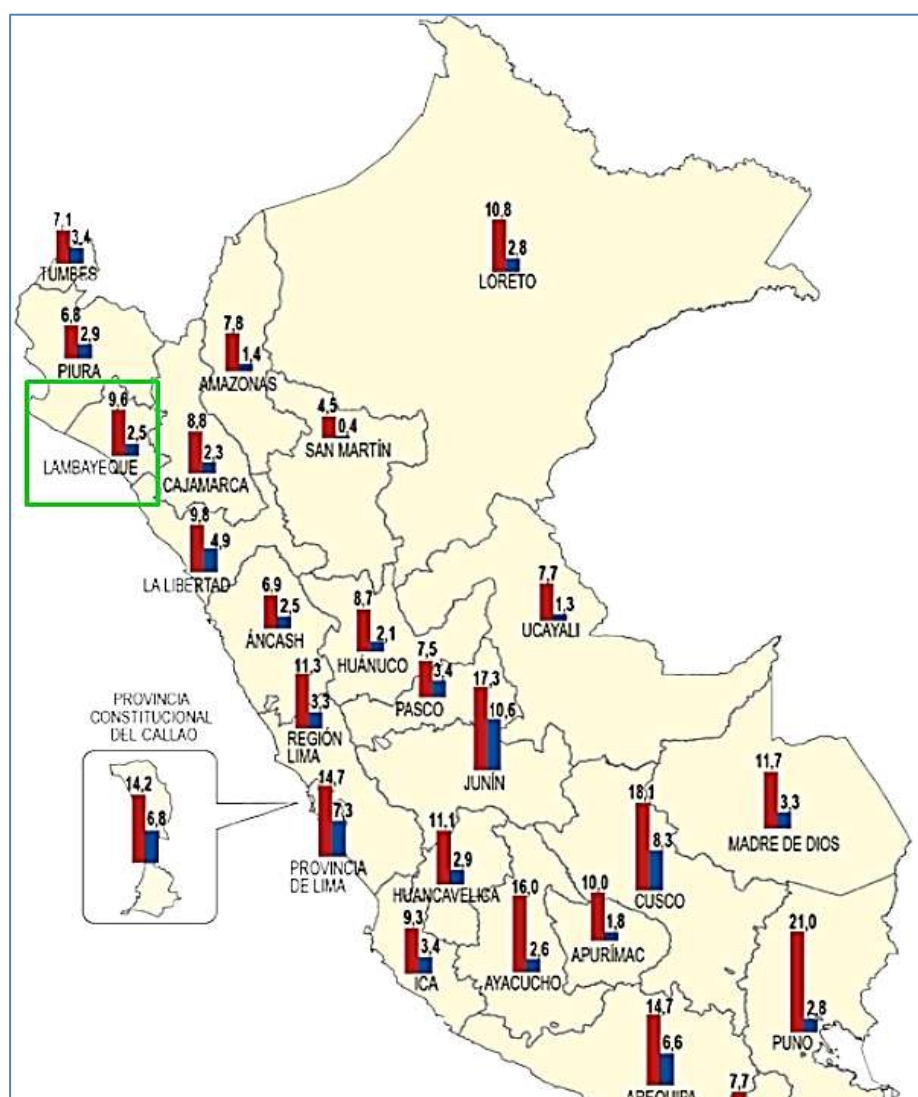 7,1
3,4
TUMBES
6,8
2,9
PIURA
9,6
2,5
LAMBAYEQUE
7,8
1,4
AMAZONAS
8,8
2,3
CAJAMARCA
4,5
0,4
SAN MARTÍN
10,8
2,8
LORETO
9,8
4,9
LA LIBERTAD
6,9
2,5
ÁNCASH
8,7
2,1
HUÁNUCO
7,7
1,3
UCAYALI
7,5
3,4
PASCO
11,3
3,3
REGIÓN
LIMA
17,3
10,6
JUNÍN
PROVINCIA
CONSTITUCIONAL
DEL CALLAO
14,2
6,8
14,7
7,3
PROVINCIA
DE LIMA
11,7
3,3
MADRE DE DIOS
18,1
8,3
CUSCO
11,1
2,9
HUANCAVELICA
16,0
2,6
AYACUCHO
10,0
1,8
APURÍMAC
9,3
3,4
ICA
21,0
2,8
PUNO
14,7
6,6
AREQUIPA
7,7